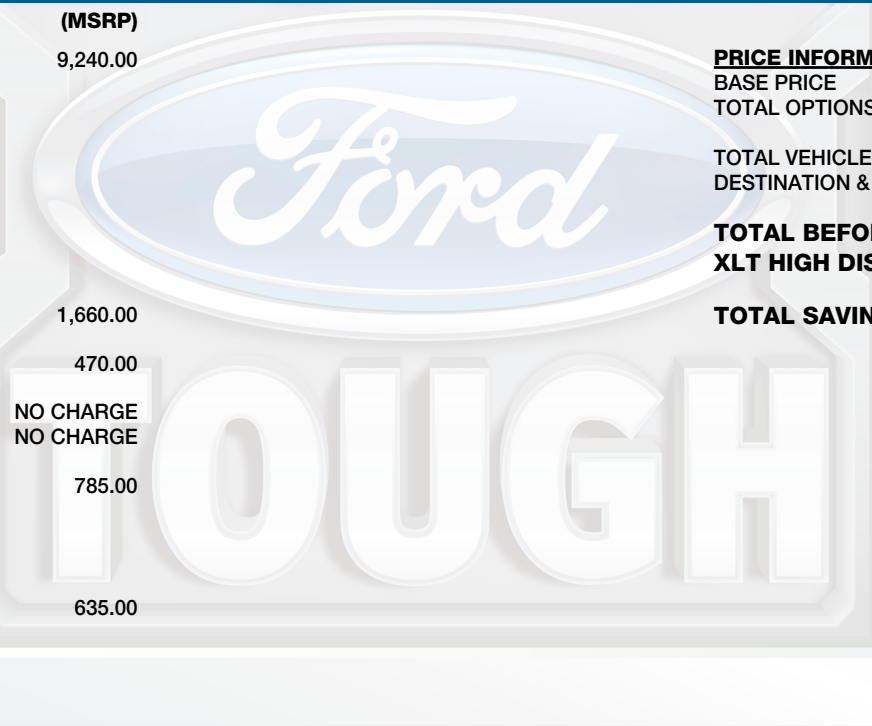 (MSRP)
9,240.00
1,660.00
470.00
NO CHARGE
NO CHARGE
785.00
635.00
PRICE INFORM
BASE PRICE
TOTAL OPTIONS
TOTAL VEHICLE
DESTINATION &
TOTAL BEFO
XLT HIGH DIS
TOTAL SAVIN
Ford
TOUGH